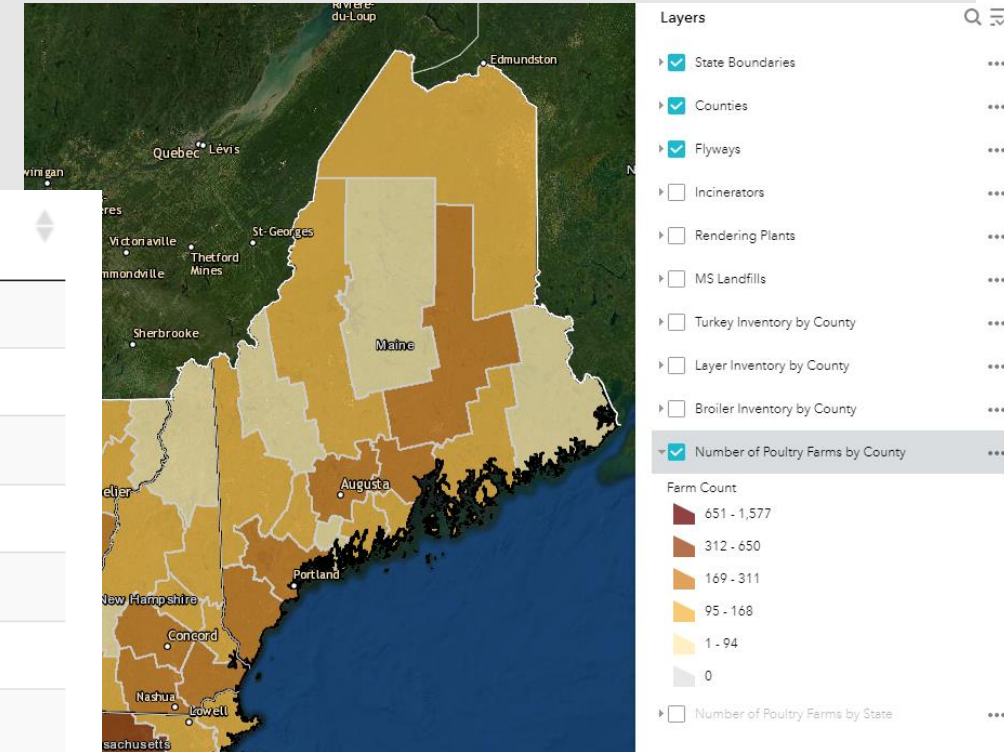 Rivière-
du-Loup
Edmundston
Quebec Lévis
St-Georges
Victoriaville
Thetford
Mines
Sherbrooke
Maine
Augusta
Portland
New Hampshire
Concord
Nashua
Lowell
Layers
State Boundaries
Counties
Flyways
Incinerators
Rendering Plants
MS Landfills
Turkey Inventory by County
Layer Inventory by County
Broiler Inventory by County
Number of Poultry Farms by County
Farm Count
651 - 1,577
312 - 650
169 - 311
95 - 168
1 - 94
0
Number of Poultry Farms by State